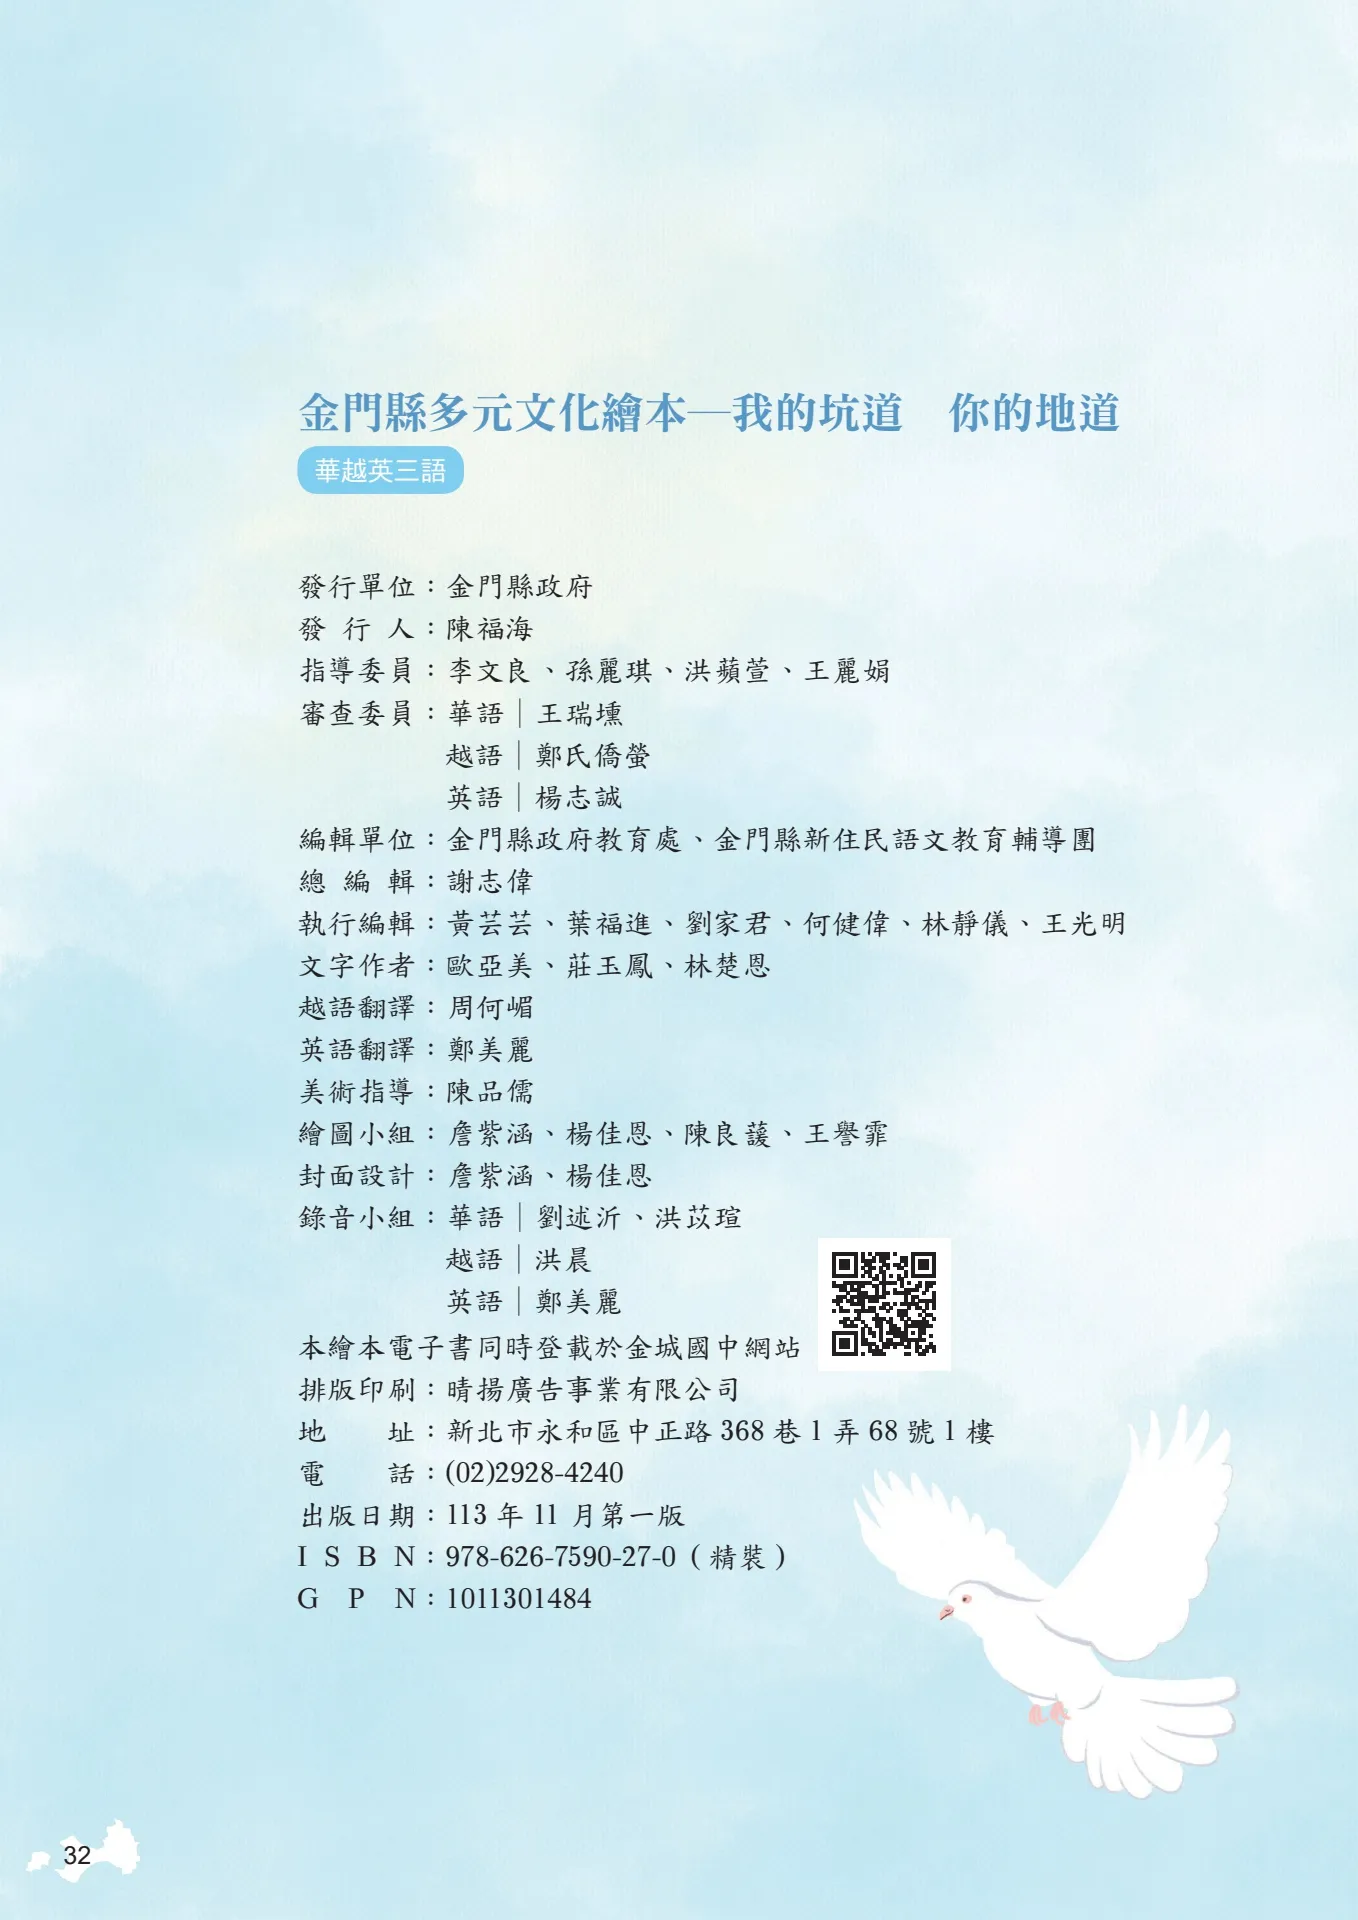 金門縣多元文化繪本─我的坑道　你的地道
華越英三語
發行單位：金門縣政府
發 行 人：陳福海
指導委員：李文良、孫麗琪、洪蘋萱、王麗娟
審查委員：華語｜王瑞壎
越語｜鄭氏僑螢
英語｜楊志誠
編輯單位：金門縣政府教育處、金門縣新住民語文教育輔導團
總 編 輯：謝志偉
執行編輯：黃芸芸、葉福進、劉家君、何健偉、林靜儀、王光明
文字作者：歐亞美、莊玉鳳、林楚恩
越語翻譯：周何嵋
英語翻譯：鄭美麗
美術指導：陳品儒
繪圖小組：詹紫涵、楊佳恩、陳良蘐、王譽霏
封面設計：詹紫涵、楊佳恩
錄音小組：華語｜劉述沂、洪苡瑄
越語｜洪晨
英語｜鄭美麗
本繪本電子書同時登載於金城國中網站
排版印刷：晴揚廣告事業有限公司
地　　址：新北市永和區中正路 368 巷 1 弄 68 號 1 樓
電　　話：(02)2928-4240
出版日期：113 年 11 月第一版
I S B N：978-626-7590-27-0（精裝）
G P N：1011301484
32